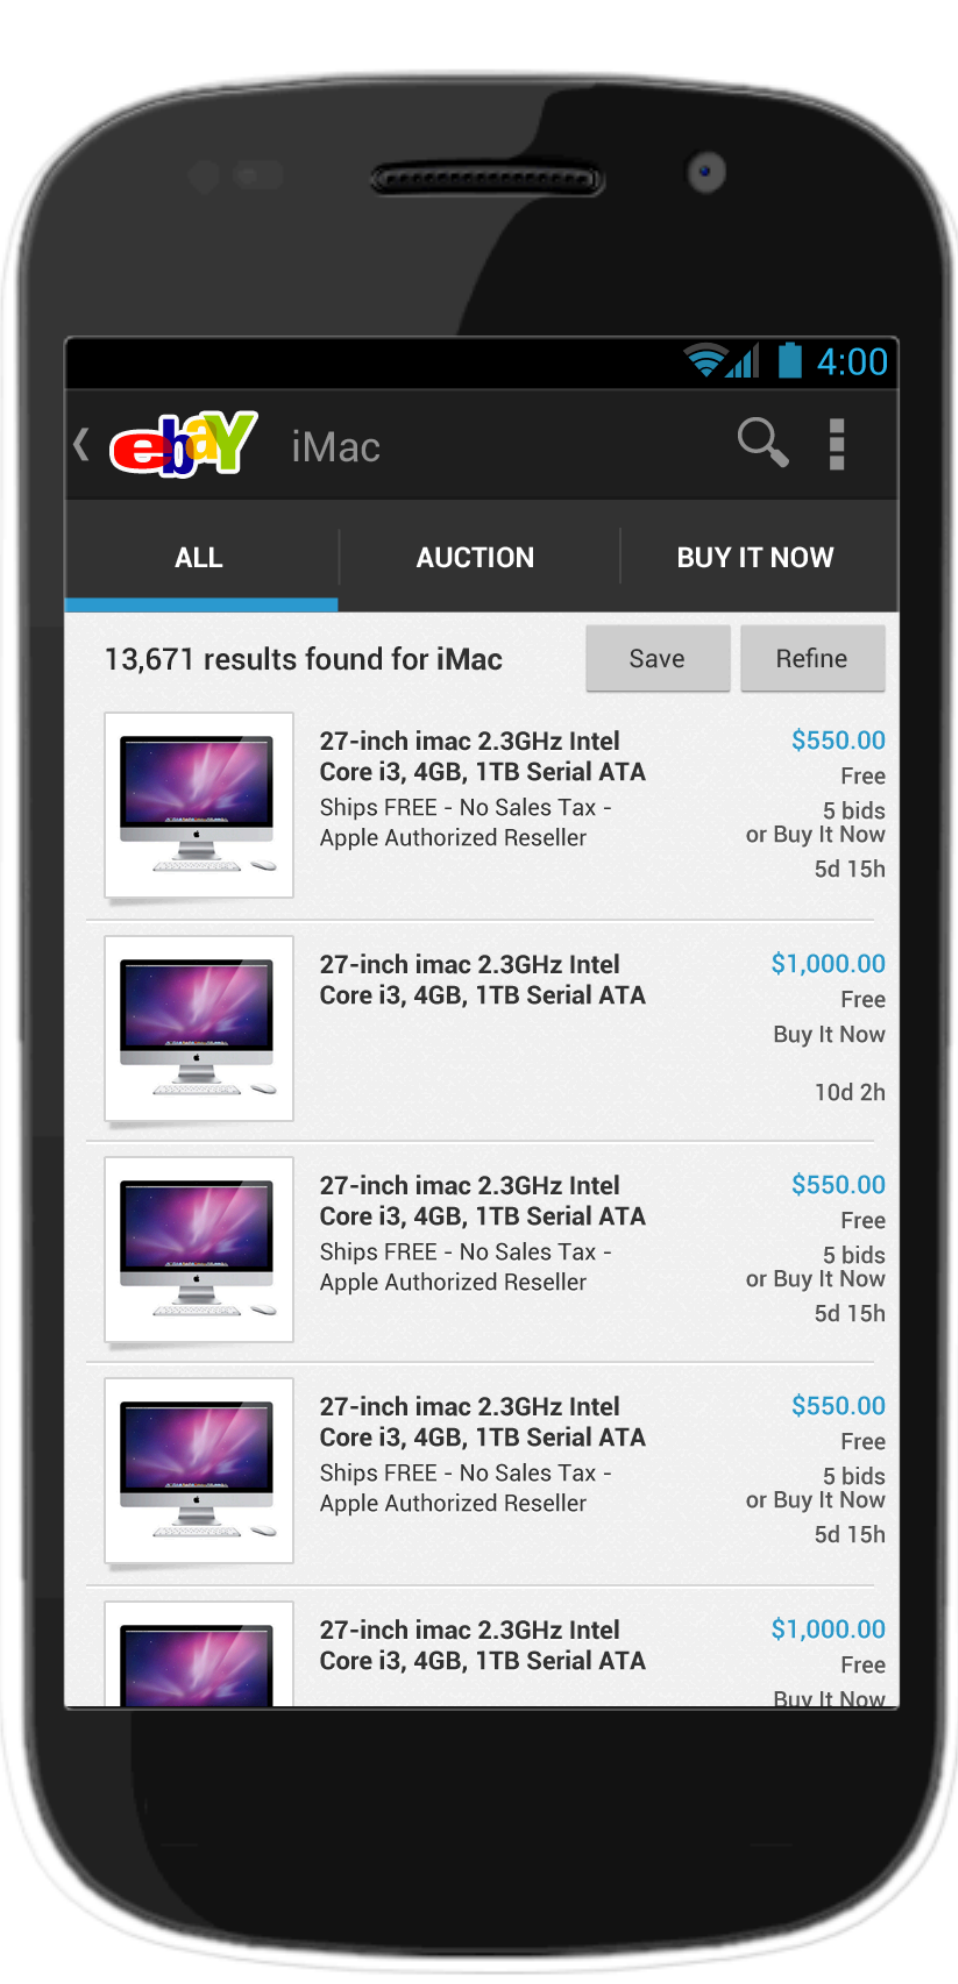 4:00
ebaY iMac
ALL AUCTION BUY IT NOW
13,671 results found for iMac Save Refine
27-inch imac 2.3GHz Intel $550.00
Core i3, 4GB, 1TB Serial ATA Free
Ships FREE - No Sales Tax - 5 bids
Apple Authorized Reseller or Buy It Now
5d 15h
27-inch imac 2.3GHz Intel $1,000.00
Core i3, 4GB, 1TB Serial ATA Free
Buy It Now
10d 2h
27-inch imac 2.3GHz Intel $550.00
Core i3, 4GB, 1TB Serial ATA Free
Ships FREE - No Sales Tax - 5 bids
Apple Authorized Reseller or Buy It Now
5d 15h
27-inch imac 2.3GHz Intel $550.00
Core i3, 4GB, 1TB Serial ATA Free
Ships FREE - No Sales Tax - 5 bids
Apple Authorized Reseller or Buy It Now
5d 15h
27-inch imac 2.3GHz Intel $1,000.00
Core i3, 4GB, 1TB Serial ATA Free
Buy It Now